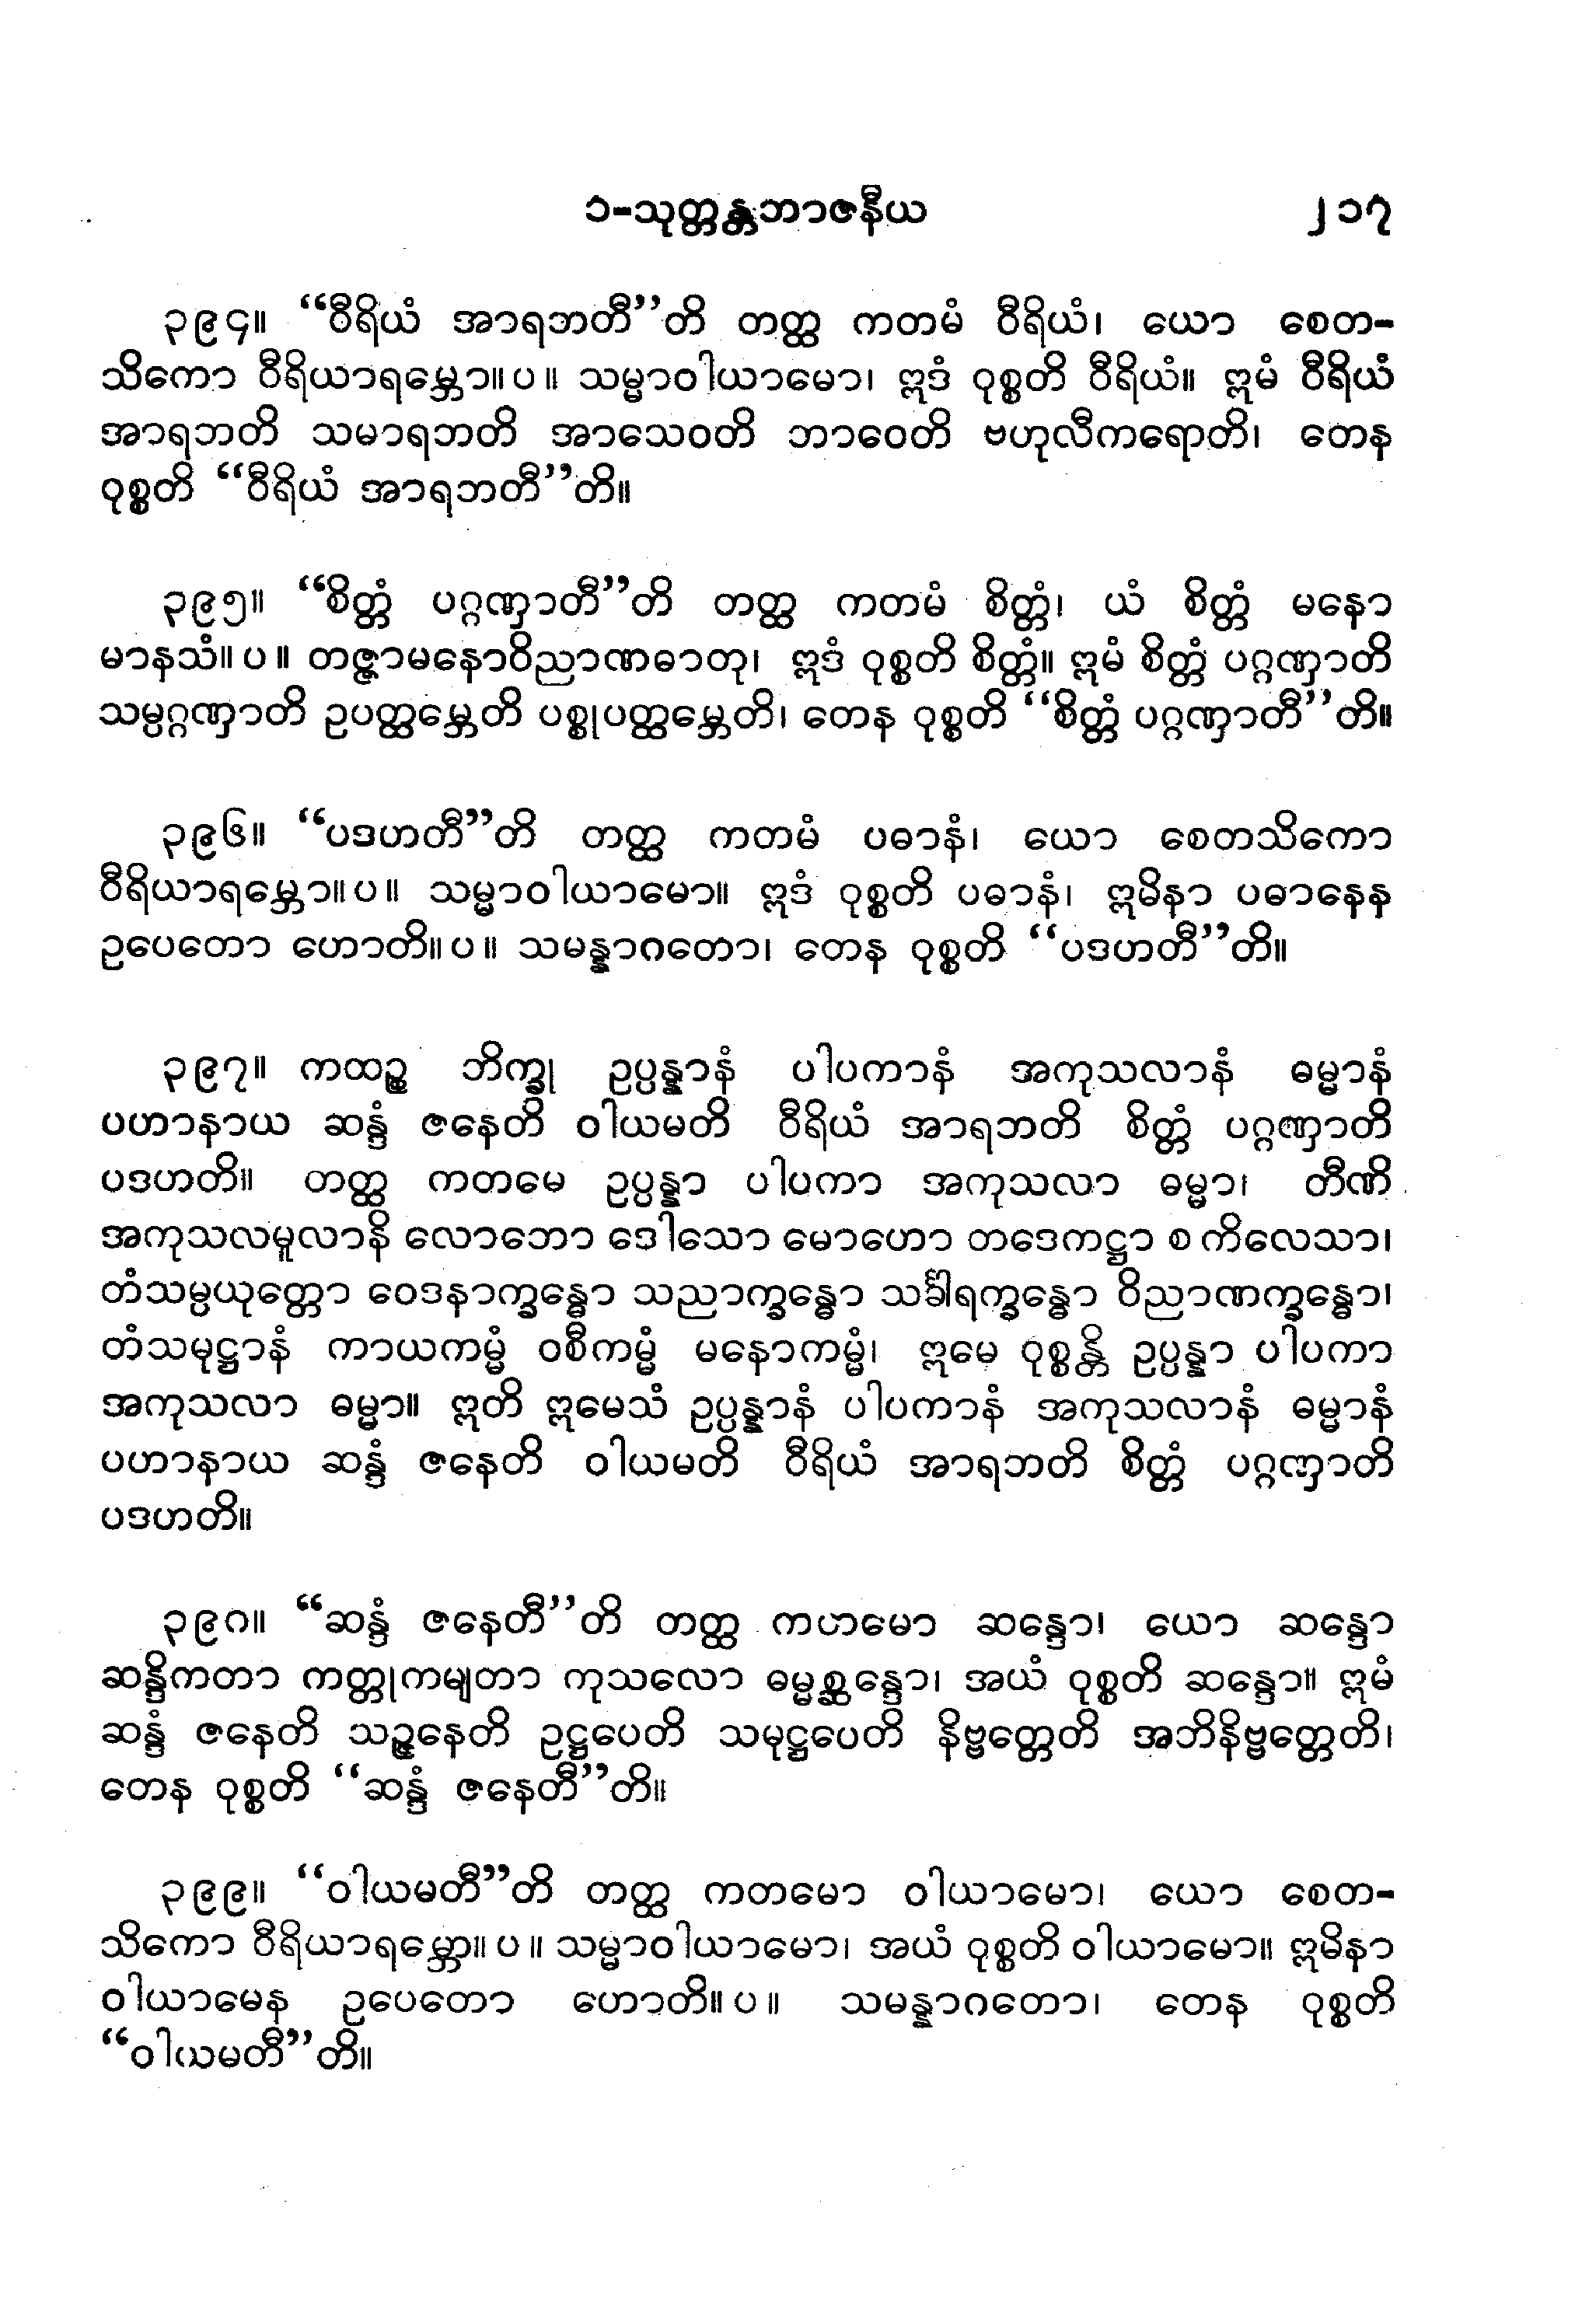 ၁-သုတ္တန္တဘာဇနီယ ၂၁၇
၃၉၄။ “ဝီရိယံ အာရဘတီ”တိ တတ္ထ ကတမံ ဝီရိယံ၊ ယော စေတ-
သိကော ဝီရိယာရမ္ဘော။ပ။ သမ္မာဝါယာမော၊ ဣဒံ ဝုစ္စတိ ဝီရိယံ။ ဣမံ ဝီရိယံ
အာရဘတိ သမာရဘတိ အာသေဝတိ ဘာဝေတိ ဗဟုလီကရောတိ၊ တေန
ဝုစ္စတိ “ဝီရိယံ အာရဘတီ”တိ။
၃၉၅။ “စိတ္တံ ပဂ္ဂဏှာတီ”တိ တတ္ထ ကတမံ စိတ္တံ၊ ယံ စိတ္တံ မနော
မာနသံ။ပ။ တဇ္ဇာမနောဝိညာဏဓာတု၊ ဣဒံ ဝုစ္စတိ စိတ္တံ။ ဣမံ စိတ္တံ ပဂ္ဂဏှာတိ
သမ္ပဂ္ဂဏှာတိ ဥပတ္ထမ္ဘေတိ ပစ္စုပတ္ထမ္ဘေတိ၊ တေန ဝုစ္စတိ “စိတ္တံ ပဂ္ဂဏှာတီ”တိ။
၃၉၆။ “ပဒဟတီ”တိ တတ္ထ ကတမံ ပဓာနံ၊ ယော စေတသိကော
ဝီရိယာရမ္ဘော။ပ။ သမ္မာဝါယာမော။ ဣဒံ ဝုစ္စတိ ပဓာနံ၊ ဣမိနာ ပဓာနေန
ဥပေတော ဟောတိ။ပ။ သမန္နာဂတော၊ တေန ဝုစ္စတိ “ပဒဟတီ”တိ။
၃၉၇။ ကထဉ္စ ဘိက္ခု ဥပ္ပန္နာနံ ပါပကာနံ အကုသလာနံ ဓမ္မာနံ
ပဟာနာယ ဆန္ဒံ ဇနေတိ ဝါယမတိ ဝီရိယံ အာရဘတိ စိတ္တံ ပဂ္ဂဏှာတိ
ပဒဟတိ။ တတ္ထ ကတမေ ဥပ္ပန္နာ ပါပကာ အကုသလာ ဓမ္မာ၊ တီဏိ
အကုသလမူလာနိ လောဘော ဒေါသော မောဟော တဒေကဋ္ဌာ စ ကိလေသာ၊
တံသမ္ပယုတ္တော ဝေဒနာက္ခန္ဓော သညာက္ခန္ဓော သင်္ခါရက္ခန္ဓော ဝိညာဏက္ခန္ဓော၊
တံသမုဋ္ဌာနံ ကာယကမ္မံ ဝစီကမ္မံ မနောကမ္မံ၊ ဣမေ ဝုစ္စန္တိ ဥပ္ပန္နာ ပါပကာ
အကုသလာ ဓမ္မာ။ ဣတိ ဣမေသံ ဥပ္ပန္နာနံ ပါပကာနံ အကုသလာနံ ဓမ္မာနံ
ပဟာနာယ ဆန္ဒံ ဇနေတိ ဝါယမတိ ဝီရိယံ အာရဘတိ စိတ္တံ ပဂ္ဂဏှာတိ
ပဒဟတိ။
၃၉၈။ “ဆန္ဒံ ဇနေတီ”တိ တတ္ထ ကတမော ဆန္ဒော၊ ယော ဆန္ဒော
ဆန္ဒိကတာ ကတ္တုကမျတာ ကုသလော ဓမ္မစ္ဆန္ဒော၊ အယံ ဝုစ္စတိ ဆန္ဒော။ ဣမံ
ဆန္ဒံ ဇနေတိ သဉ္ဇနေတိ ဥဋ္ဌပေတိ သမုဋ္ဌပေတိ နိဗ္ဗတ္တေတိ အဘိနိဗ္ဗတ္တေတိ၊
တေန ဝုစ္စတိ “ဆန္ဒံ ဇနေတီ”တိ။
၃၉၉။ “ဝါယမတီ”တိ တတ္ထ ကတမော ဝါယာမော၊ ယော စေတ-
သိကော ဝီရိယာရမ္ဘော။ပ။ သမ္မာဝါယာမော၊ အယံ ဝုစ္စတိ ဝါယာမော။ ဣမိနာ
ဝါယာမေန ဥပေတော ဟောတိ။ပ။ သမန္နာဂတော၊ တေန ဝုစ္စတိ
“ဝါယမတီ”တိ။